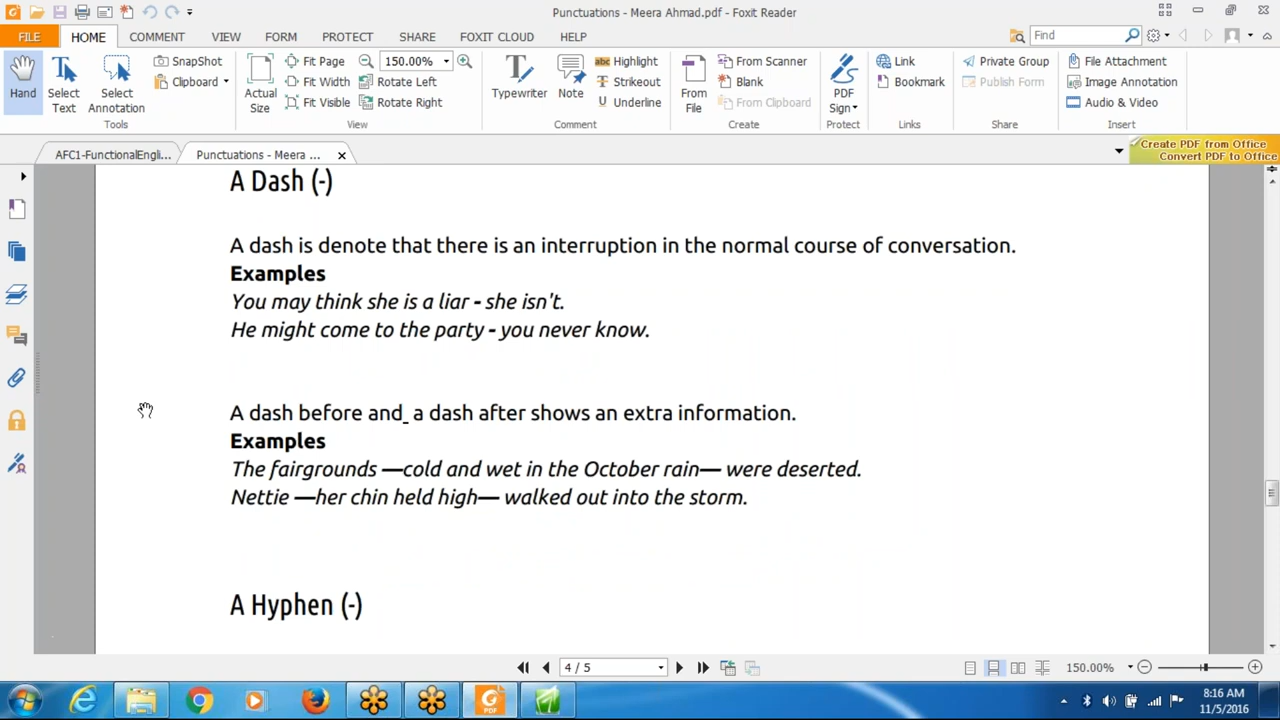 Punctuations - Meera Ahmad.pdf - Foxit Reader
FILE HOME COMMENT VIEW FORM PROTECT SHARE FOXIT CLOUD HELP Find
Hand
Select Text
Select Annotation
SnapShot
Clipboard
Tools
Actual Size
Fit Page
Fit Width
Fit Visible
150.00%
Rotate Left
Rotate Right
View
Typewriter
Note
Highlight
Strikeout
Underline
Comment
From File
From Scanner
Blank
From Clipboard
Create
PDF Sign
Protect
Link
Bookmark
Links
Private Group
Publish Form
Share
File Attachment
Image Annotation
Audio & Video
Insert
AFC1-FunctionalEngli... Punctuations - Meera ...
Create PDF from Office
Convert PDF to Office
A Dash (-)
A dash is denote that there is an interruption in the normal course of conversation.
Examples
You may think she is a liar - she isn't.
He might come to the party - you never know.
A dash before and_ a dash after shows an extra information.
Examples
The fairgrounds —cold and wet in the October rain— were deserted.
Nettie —her chin held high— walked out into the storm.
A Hyphen (-)
4 / 5 150.00%
PDF
8:16 AM
11/5/2016